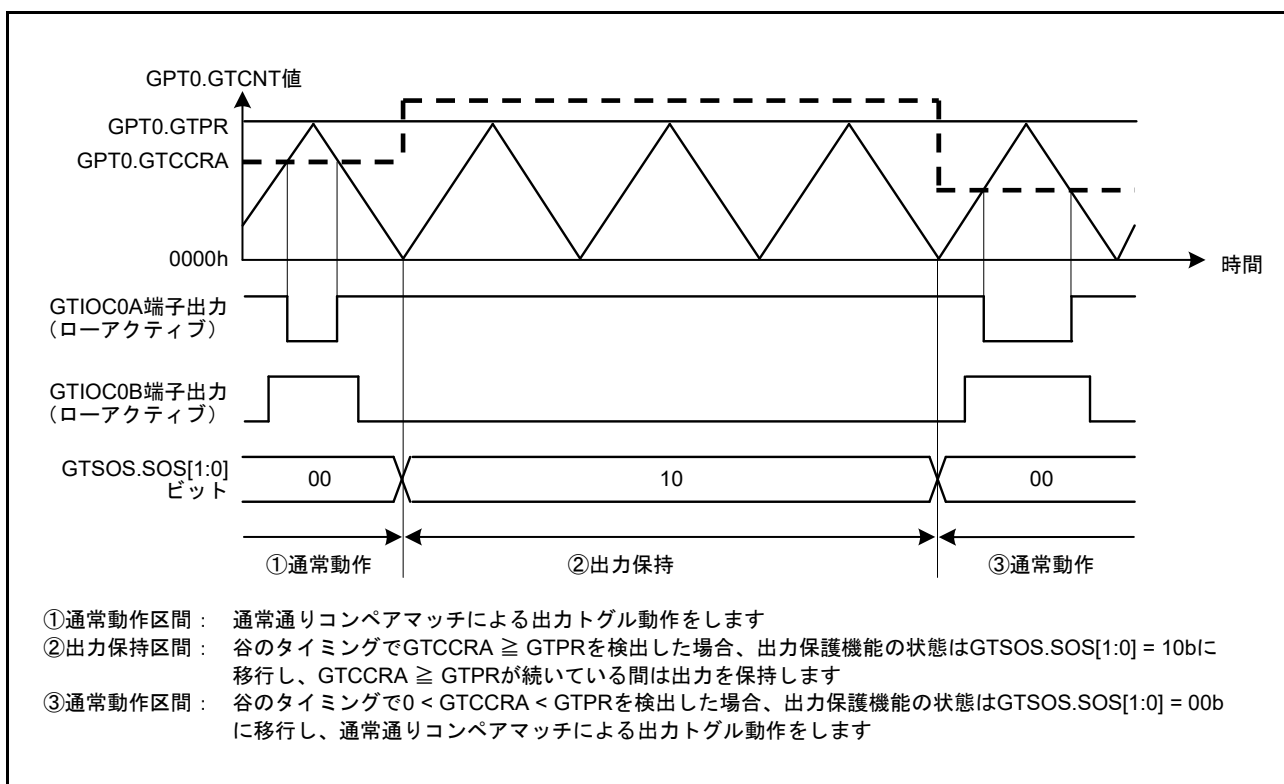 GPT0.GTCNT値
GPT0.GTPR
GPT0.GTCCRA
0000h
時間
GTIOC0A端子出力
（ローアクティブ）
GTIOC0B端子出力
（ローアクティブ）
GTSOS.SOS[1:0]
ビット
00
10
00
①通常動作
②出力保持
③通常動作
①通常動作区間： 通常通りコンペアマッチによる出力トグル動作をします
②出力保持区間： 谷のタイミングでGTCCRA ≧ GTPRを検出した場合、出力保護機能の状態はGTSOS.SOS[1:0] = 10bに
移行し、GTCCRA ≧ GTPRが続いている間は出力を保持します
③通常動作区間： 谷のタイミングで0 < GTCCRA < GTPRを検出した場合、出力保護機能の状態はGTSOS.SOS[1:0] = 00b
に移行し、通常通りコンペアマッチによる出力トグル動作をします